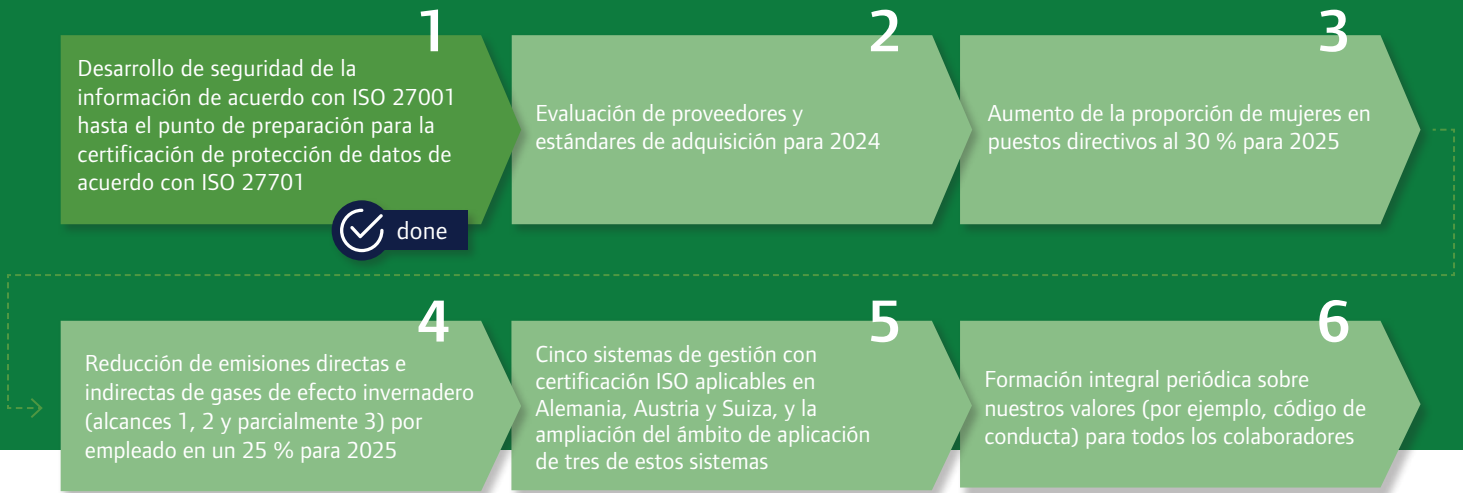 1
Desarrollo de seguridad de la
información de acuerdo con ISO 27001
hasta el punto de preparación para la
certificación de protección de datos de
acuerdo con ISO 27701
done
2
Evaluación de proveedores y
estándares de adquisición para 2024
3
Aumento de la proporción de mujeres en
puestos directivos al 30 % para 2025
4
Reducción de emisiones directas e
indirectas de gases de efecto invernadero
(alcances 1, 2 y parcialmente 3) por
empleado en un 25 % para 2025
5
Cinco sistemas de gestión con
certificación ISO aplicables en
Alemania, Austria y Suiza, y la
ampliación del ámbito de aplicación
de tres de estos sistemas
6
Formación integral periódica sobre
nuestros valores (por ejemplo, código de
conducta) para todos los colaboradores